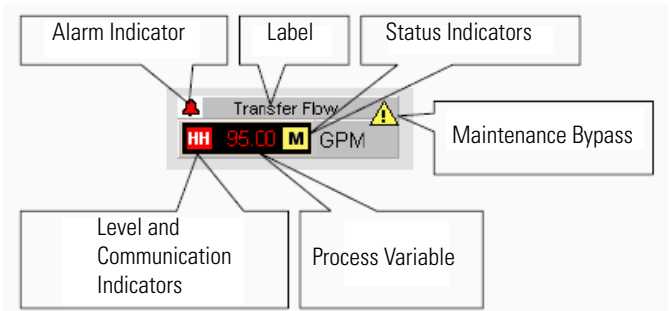 Alarm Indicator
Label
Status Indicators
Transfer Flow
HH 95.00 M GPM
Maintenance Bypass
Level and
Communication
Indicators
Process Variable